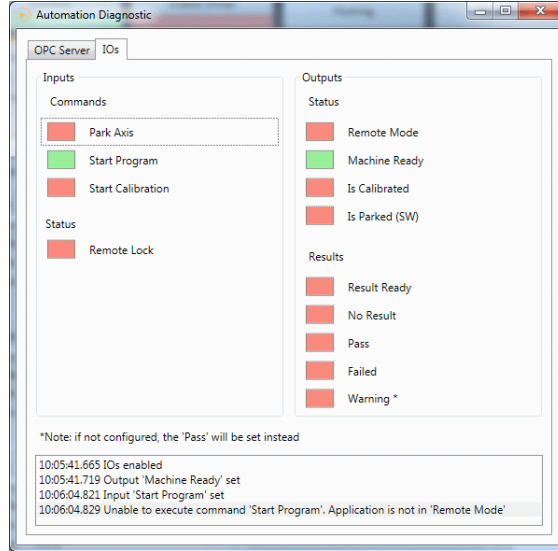 Automation Diagnostic
OPC Server IOs
Inputs
Commands
Park Axis
Start Program
Start Calibration
Status
Remote Lock
Outputs
Status
Remote Mode
Machine Ready
Is Calibrated
Is Parked (SW)
Results
Result Ready
No Result
Pass
Failed
Warning *
*Note: if not configured, the 'Pass' will be set instead
10:05:41.665 IOs enabled
10:05:41.719 Output 'Machine Ready' set
10:06:04.821 Input 'Start Program' set
10:06:04.829 Unable to execute command 'Start Program'. Application is not in 'Remote Mode'